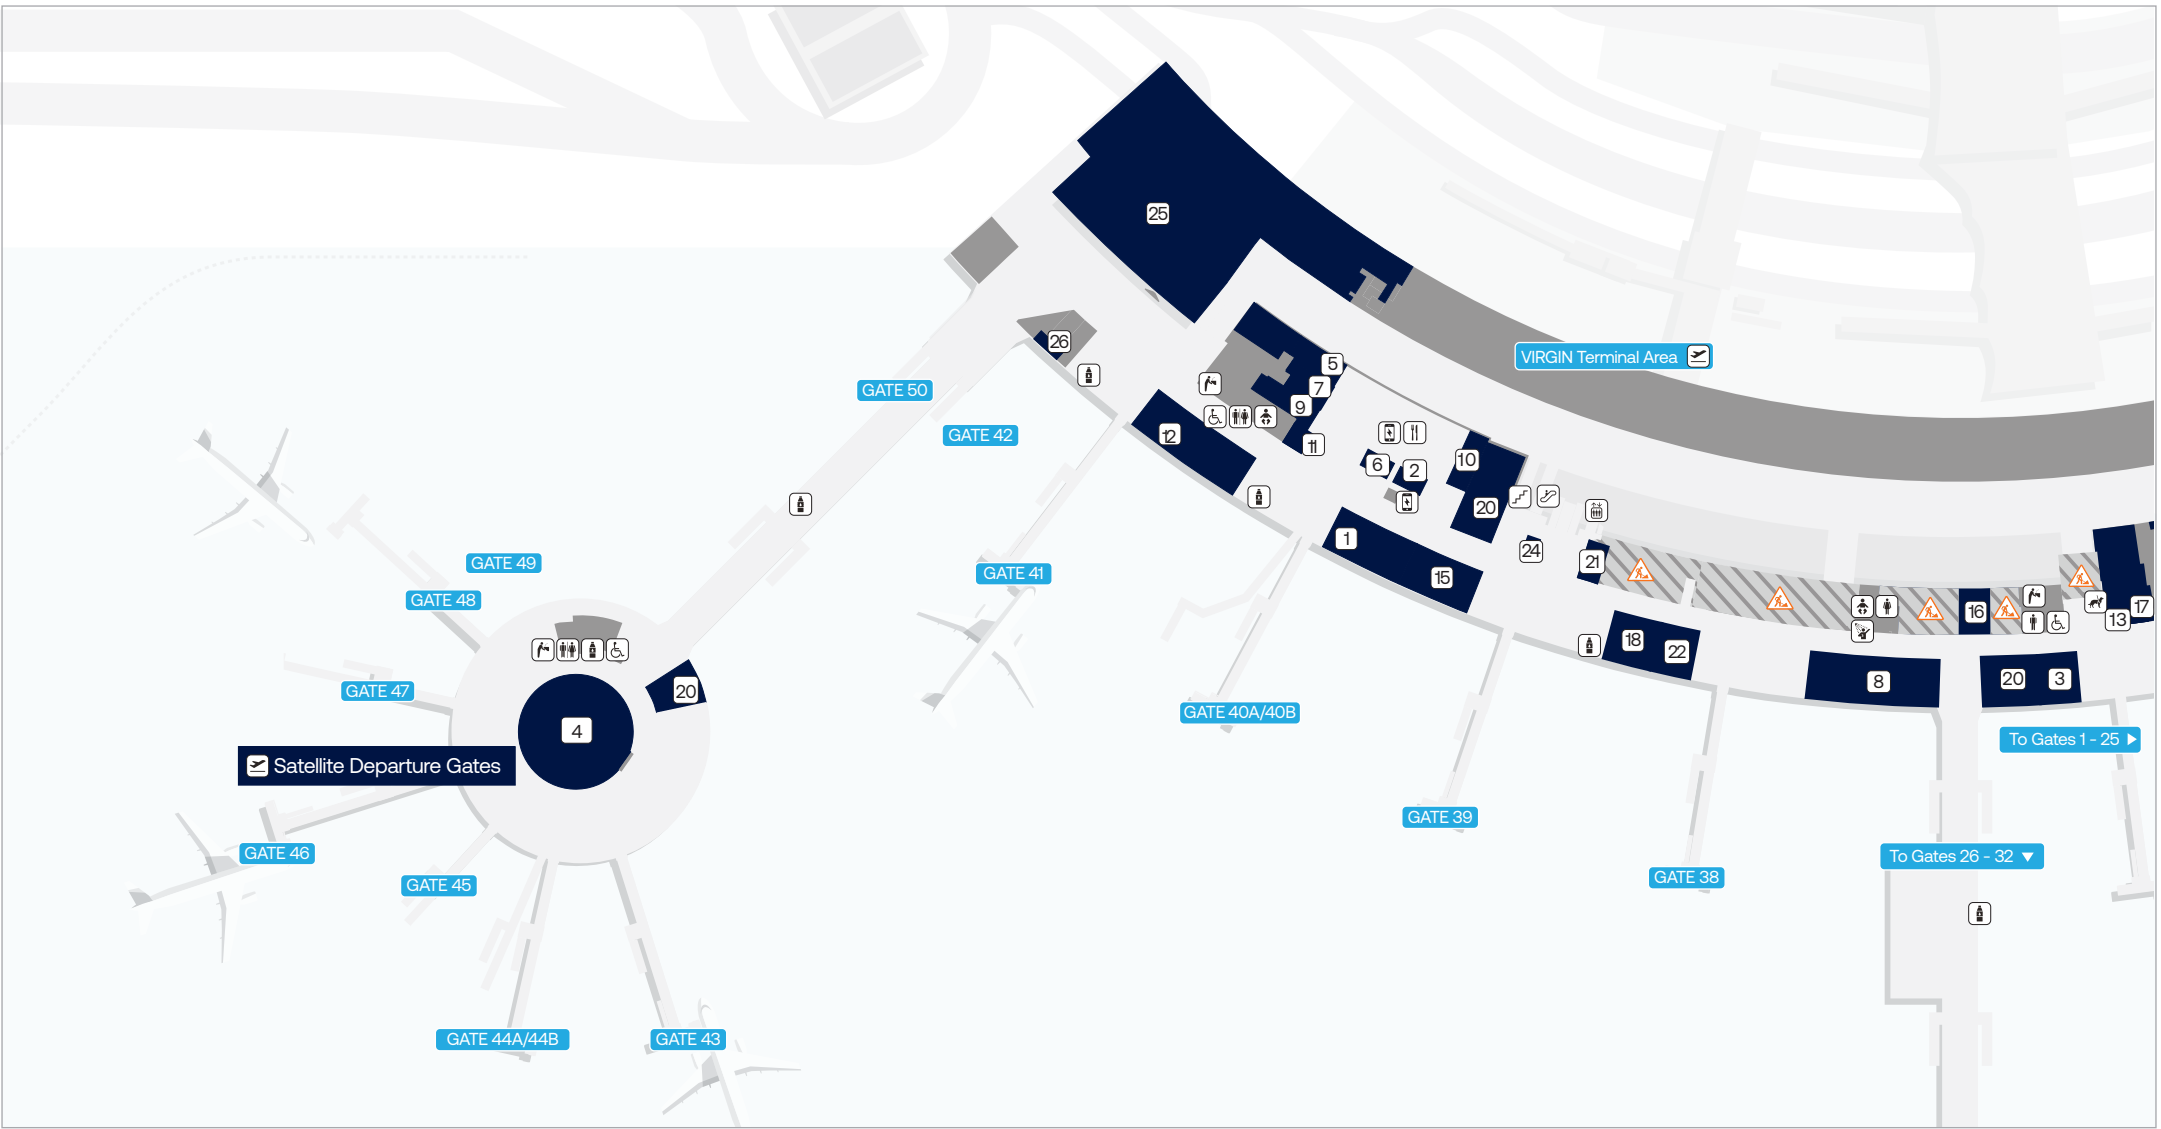 25
26
VIRGIN Terminal Area
5
7
9
11
GATE 50
GATE 42
12
6
2
10
20
1
24
21
15
GATE 49
GATE 48
GATE 41
16
17
13
18
22
GATE 47
20
4
GATE 40A/40B
8
20
3
To Gates 1 - 25
Satellite Departure Gates
GATE 39
GATE 46
GATE 45
GATE 38
To Gates 26 - 32
GATE 44A/44B
GATE 43